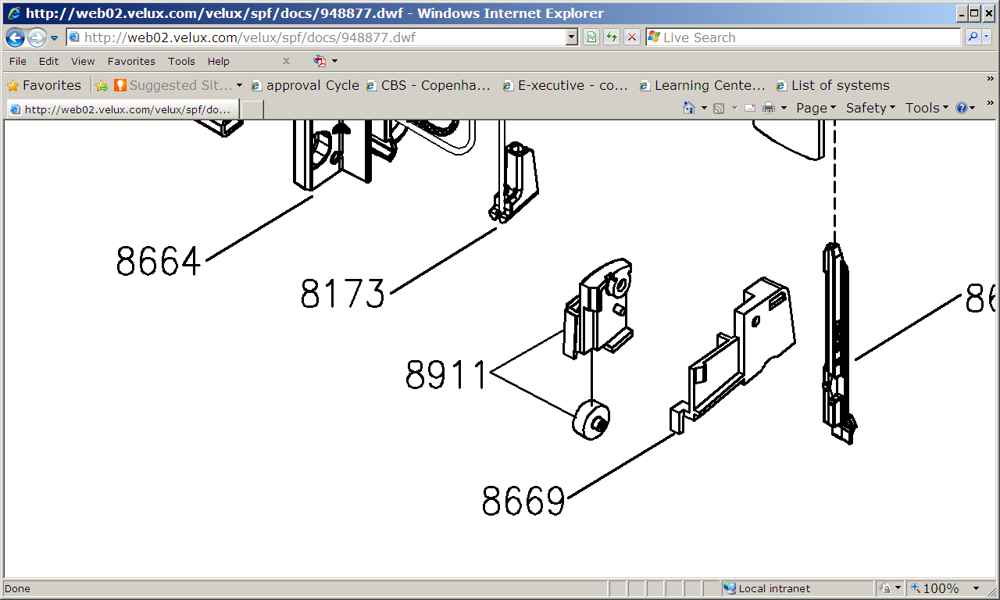 http://web02.velux.com/velux/spf/docs/948877.dwf - Windows Internet Explorer
http://web02.velux.com/velux/spf/docs/948877.dwf Live Search
File Edit View Favorites Tools Help x
Favorites Suggested Sit... approval Cycle CBS - Copenha... E-xecutive - co... Learning Cente... List of systems »
http://web02.velux.com/velux/spf/do... Page Safety Tools »
8664
8173
86
8911
8669
Done Local intranet 100%